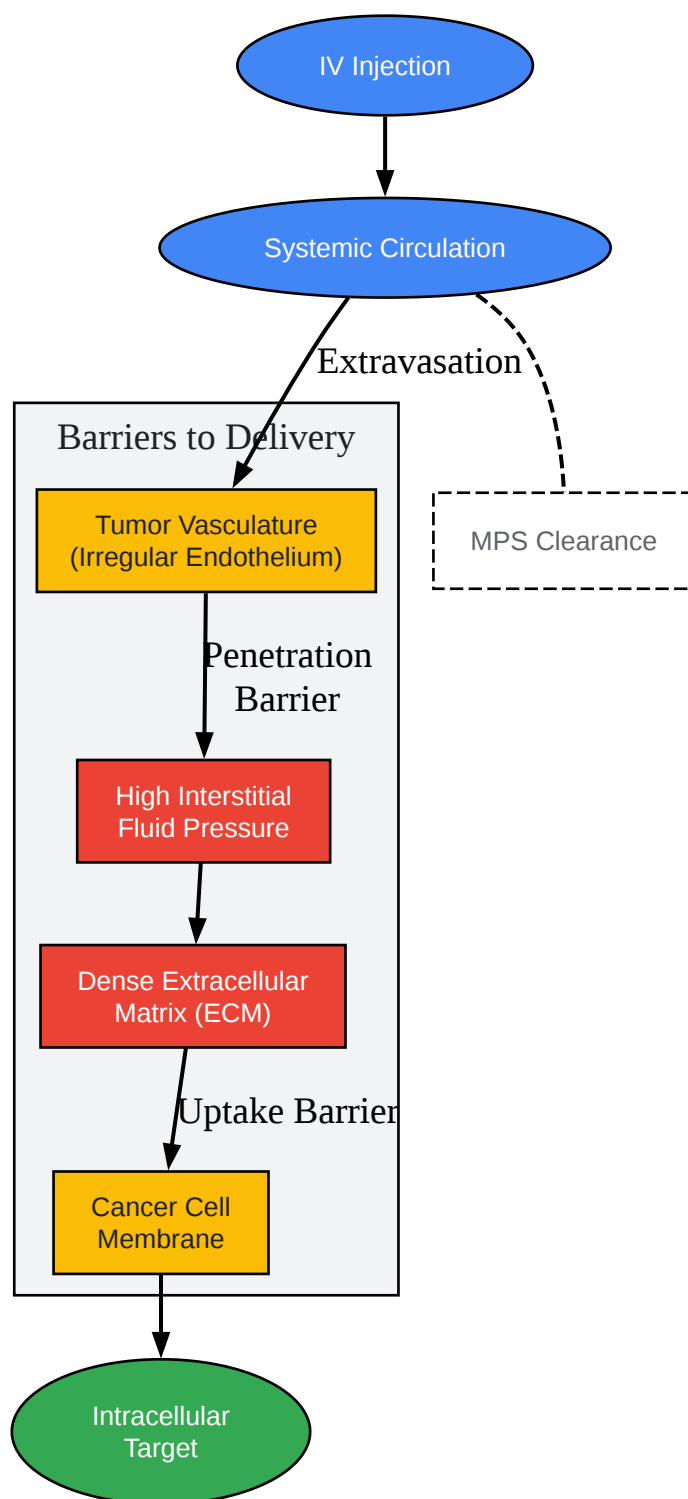 IV Injection
Systemic Circulation
Extravasation
Barriers to Delivery
Tumor Vasculature
(Irregular Endothelium)
MPS Clearance
Penetration
Barrier
High Interstitial
Fluid Pressure
Dense Extracellular
Matrix (ECM)
Uptake Barrier
Cancer Cell
Membrane
Intracellular
Target